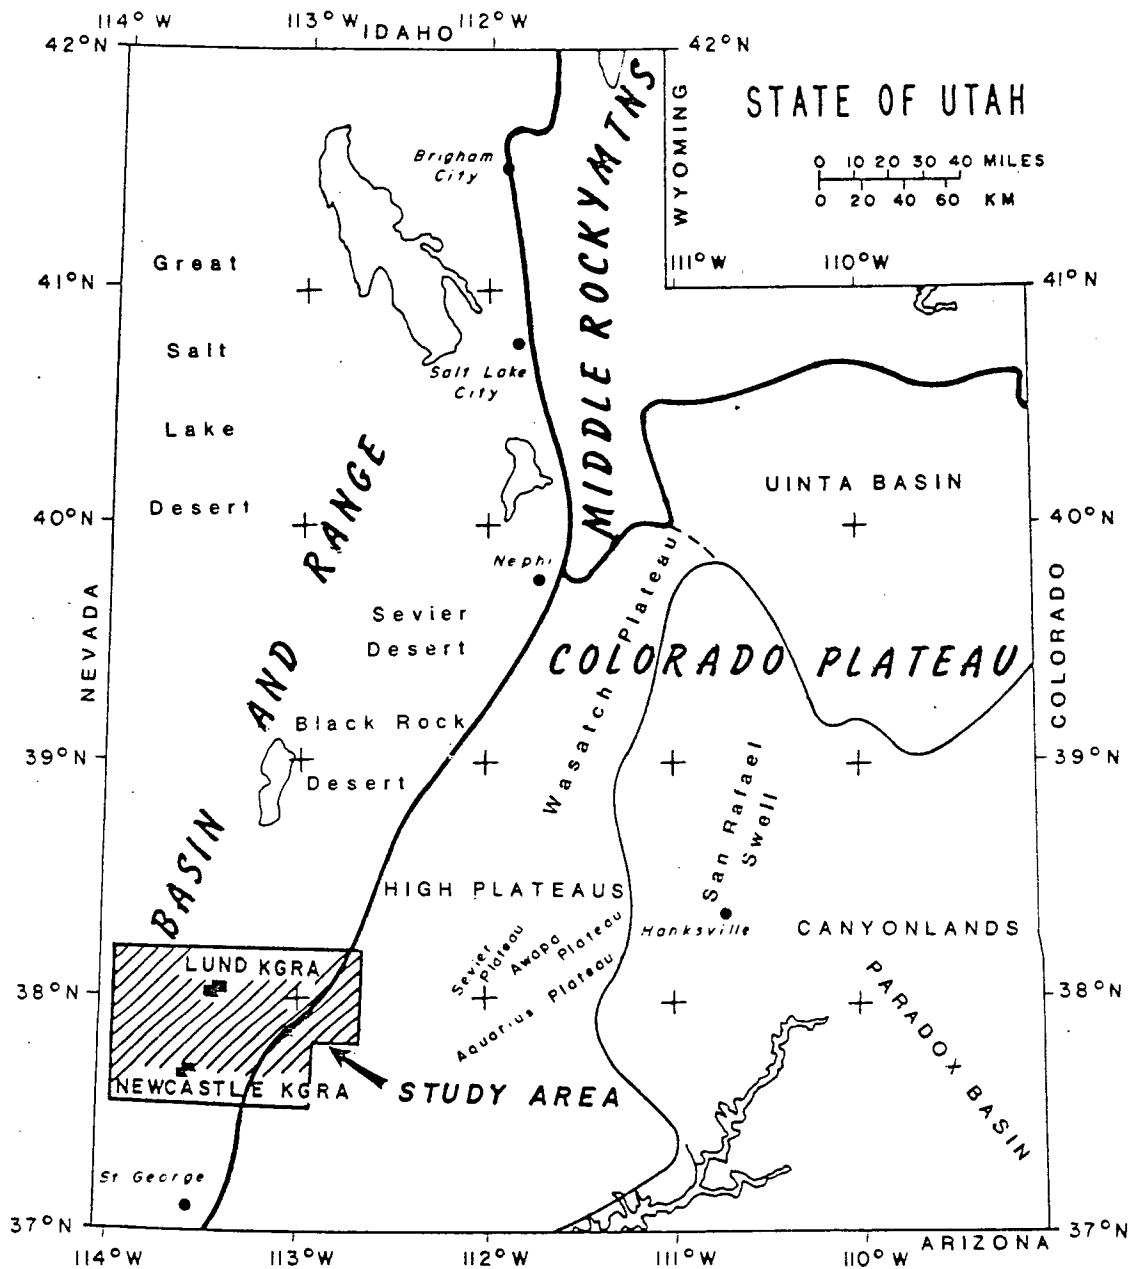 114° W
113° W
112° W
IDAHO
42° N
42° N
STATE OF UTAH
WYOMING
MIDDLE ROCKY MTNS
Brigham
City
0 10 20 30 40 MILES
0 20 40 60 KM
Great
41° N
111° W
110° W
41° N
Salt
Salt Lake
City
Lake
Desert
UINTA BASIN
40° N
40° N
Nephi
BASIN AND RANGE
NEVADA
COLORADO
Sevier
Desert
Wasatch Plateau
COLORADO PLATEAU
Black Rock
Desert
39° N
39° N
San Rafael
Swell
HIGH PLATEAUS
Sevier
Plateau
Awapa
Plateau
Aquarius Plateau
Hanksville
CANYONLANDS
PARADOX BASIN
LUND KGRA
38° N
38° N
NEWCASTLE KGRA
STUDY AREA
St George
37° N
37° N
ARIZONA
114° W
113° W
112° W
111° W
110° W